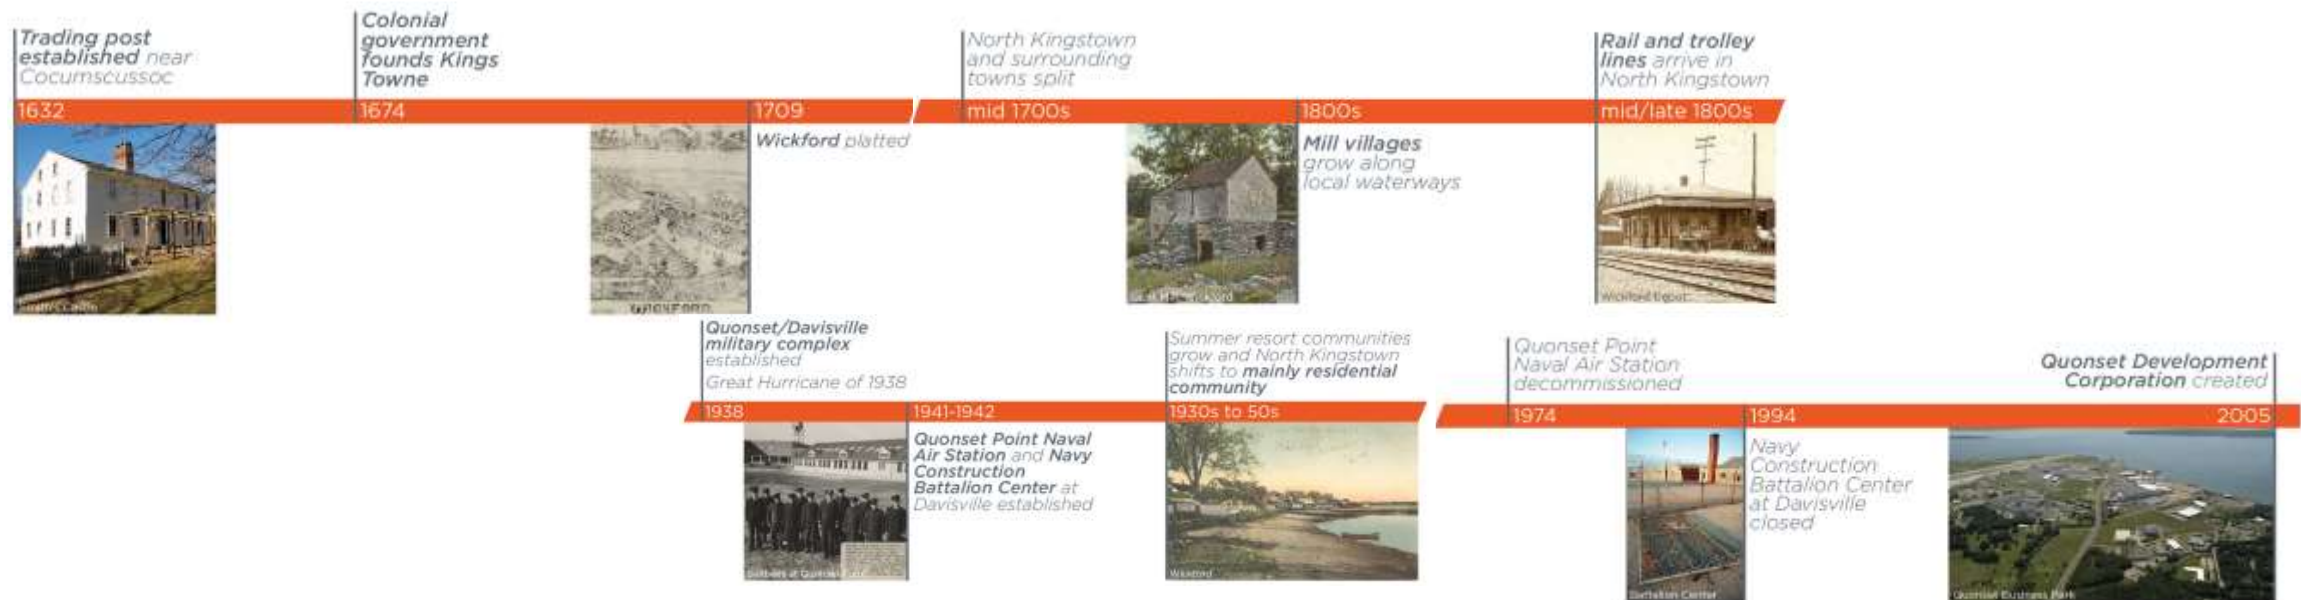 Trading post
established near
Cocumscussoc
1632
Colonial
government
founds Kings
Towne
1674
1709
Wickford platted
WICKFORD
North Kingstown
and surrounding
towns split
mid 1700s
1800s
Mill villages
grow along
local waterways
Rail and trolley
lines arrive in
North Kingstown
mid/late 1800s
Wickford Depot
Quonset/Davisville
military complex
established
Great Hurricane of 1938
1938
1941-1942
Quonset Point Naval
Air Station and Navy
Construction
Battalion Center at
Davisville established
Summer resort communities
grow and North Kingstown
shifts to mainly residential
community
1930s to 50s
Wickford
Quonset Point
Naval Air Station
decommissioned
1974
1994
Navy
Construction
Battalion Center
at Davisville
closed
Battalion Center
Quonset Development
Corporation created
2005
Quonset Business Park